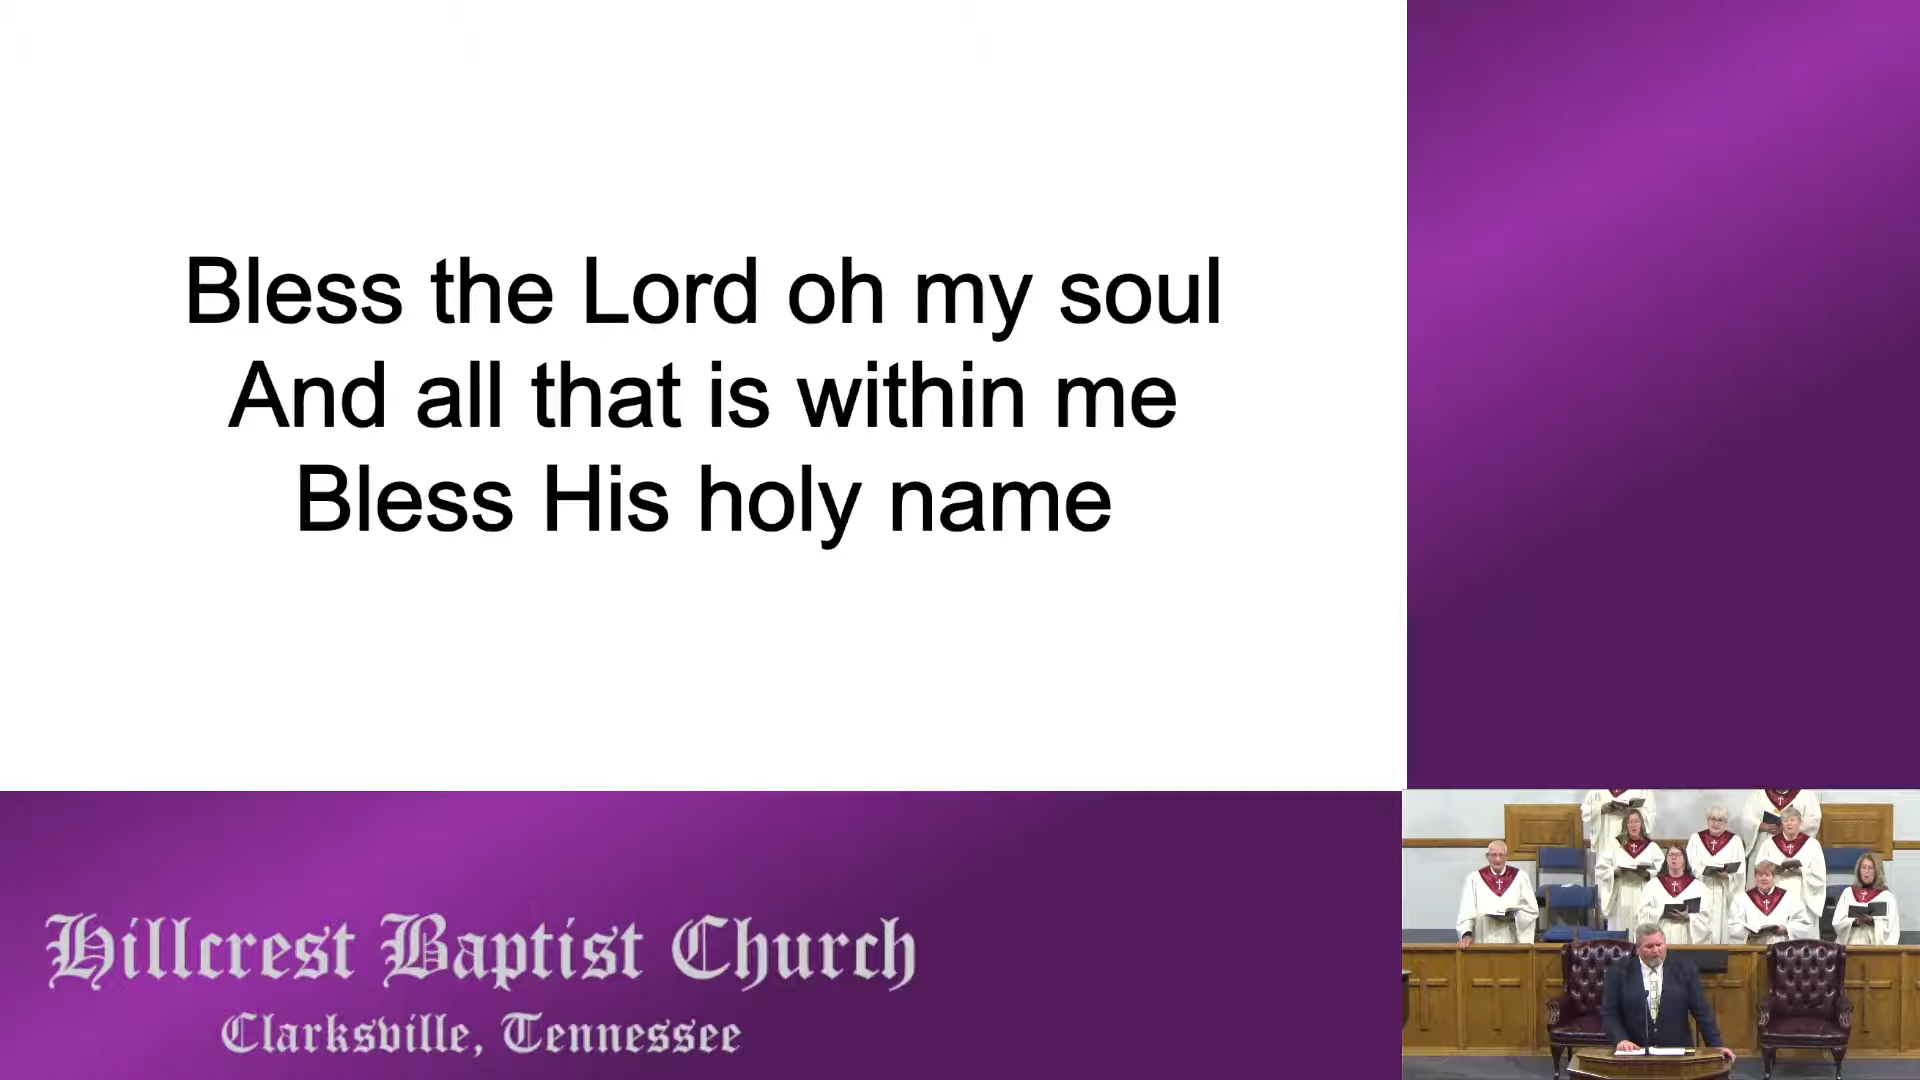 Bless the Lord oh my soul
And all that is within me
Bless His holy name
Hillcrest Baptist Church
Clarksville, Tennessee